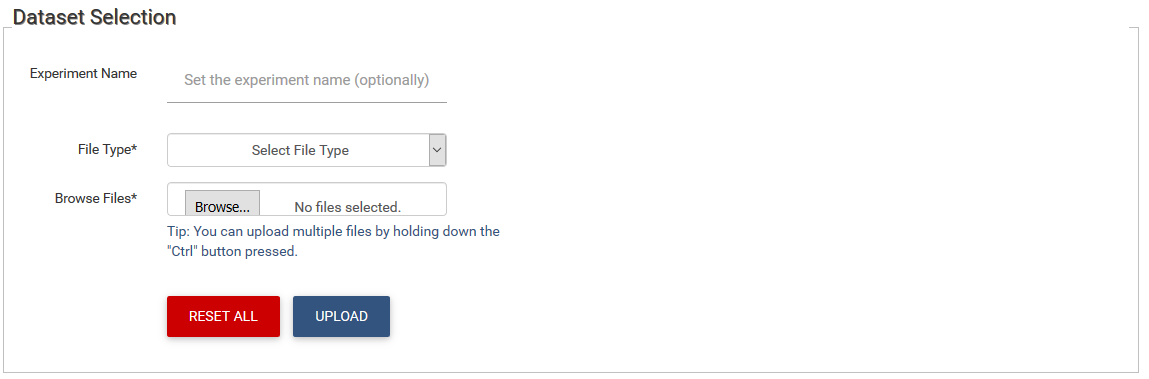 Dataset Selection
Experiment Name
Set the experiment name (optionally)
File Type*
Select File Type
Browse Files*
Browse... No files selected.
Tip: You can upload multiple files by holding down the
"Ctrl" button pressed.
RESET ALL
UPLOAD